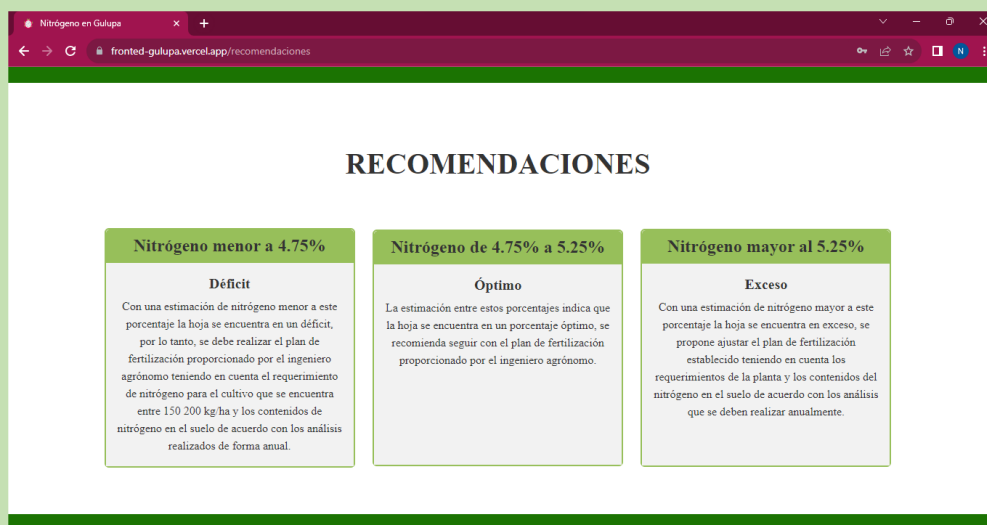 Nitrógeno en Gulupa
fronted-gulupa.vercel.app/recomendaciones
N
RECOMENDACIONES
Nitrógeno menor a 4.75%
Déficit
Con una estimación de nitrógeno menor a este
porcentaje la hoja se encuentra en un déficit,
por lo tanto, se debe realizar el plan de
fertilización proporcionado por el ingeniero
agrónomo teniendo en cuenta el requerimiento
de nitrógeno para el cultivo que se encuentra
entre 150 200 kg/ha y los contenidos de
nitrógeno en el suelo de acuerdo con los análisis
realizados de forma anual.
Nitrógeno de 4.75% a 5.25%
Óptimo
La estimación entre estos porcentajes indica que
la hoja se encuentra en un porcentaje óptimo, se
recomienda seguir con el plan de fertilización
proporcionado por el ingeniero agrónomo.
Nitrógeno mayor al 5.25%
Exceso
Con una estimación de nitrógeno mayor a este
porcentaje la hoja se encuentra en exceso, se
propone ajustar el plan de fertilización
establecido teniendo en cuenta los
requerimientos de la planta y los contenidos del
nitrógeno en el suelo de acuerdo con los análisis
que se deben realizar anualmente.